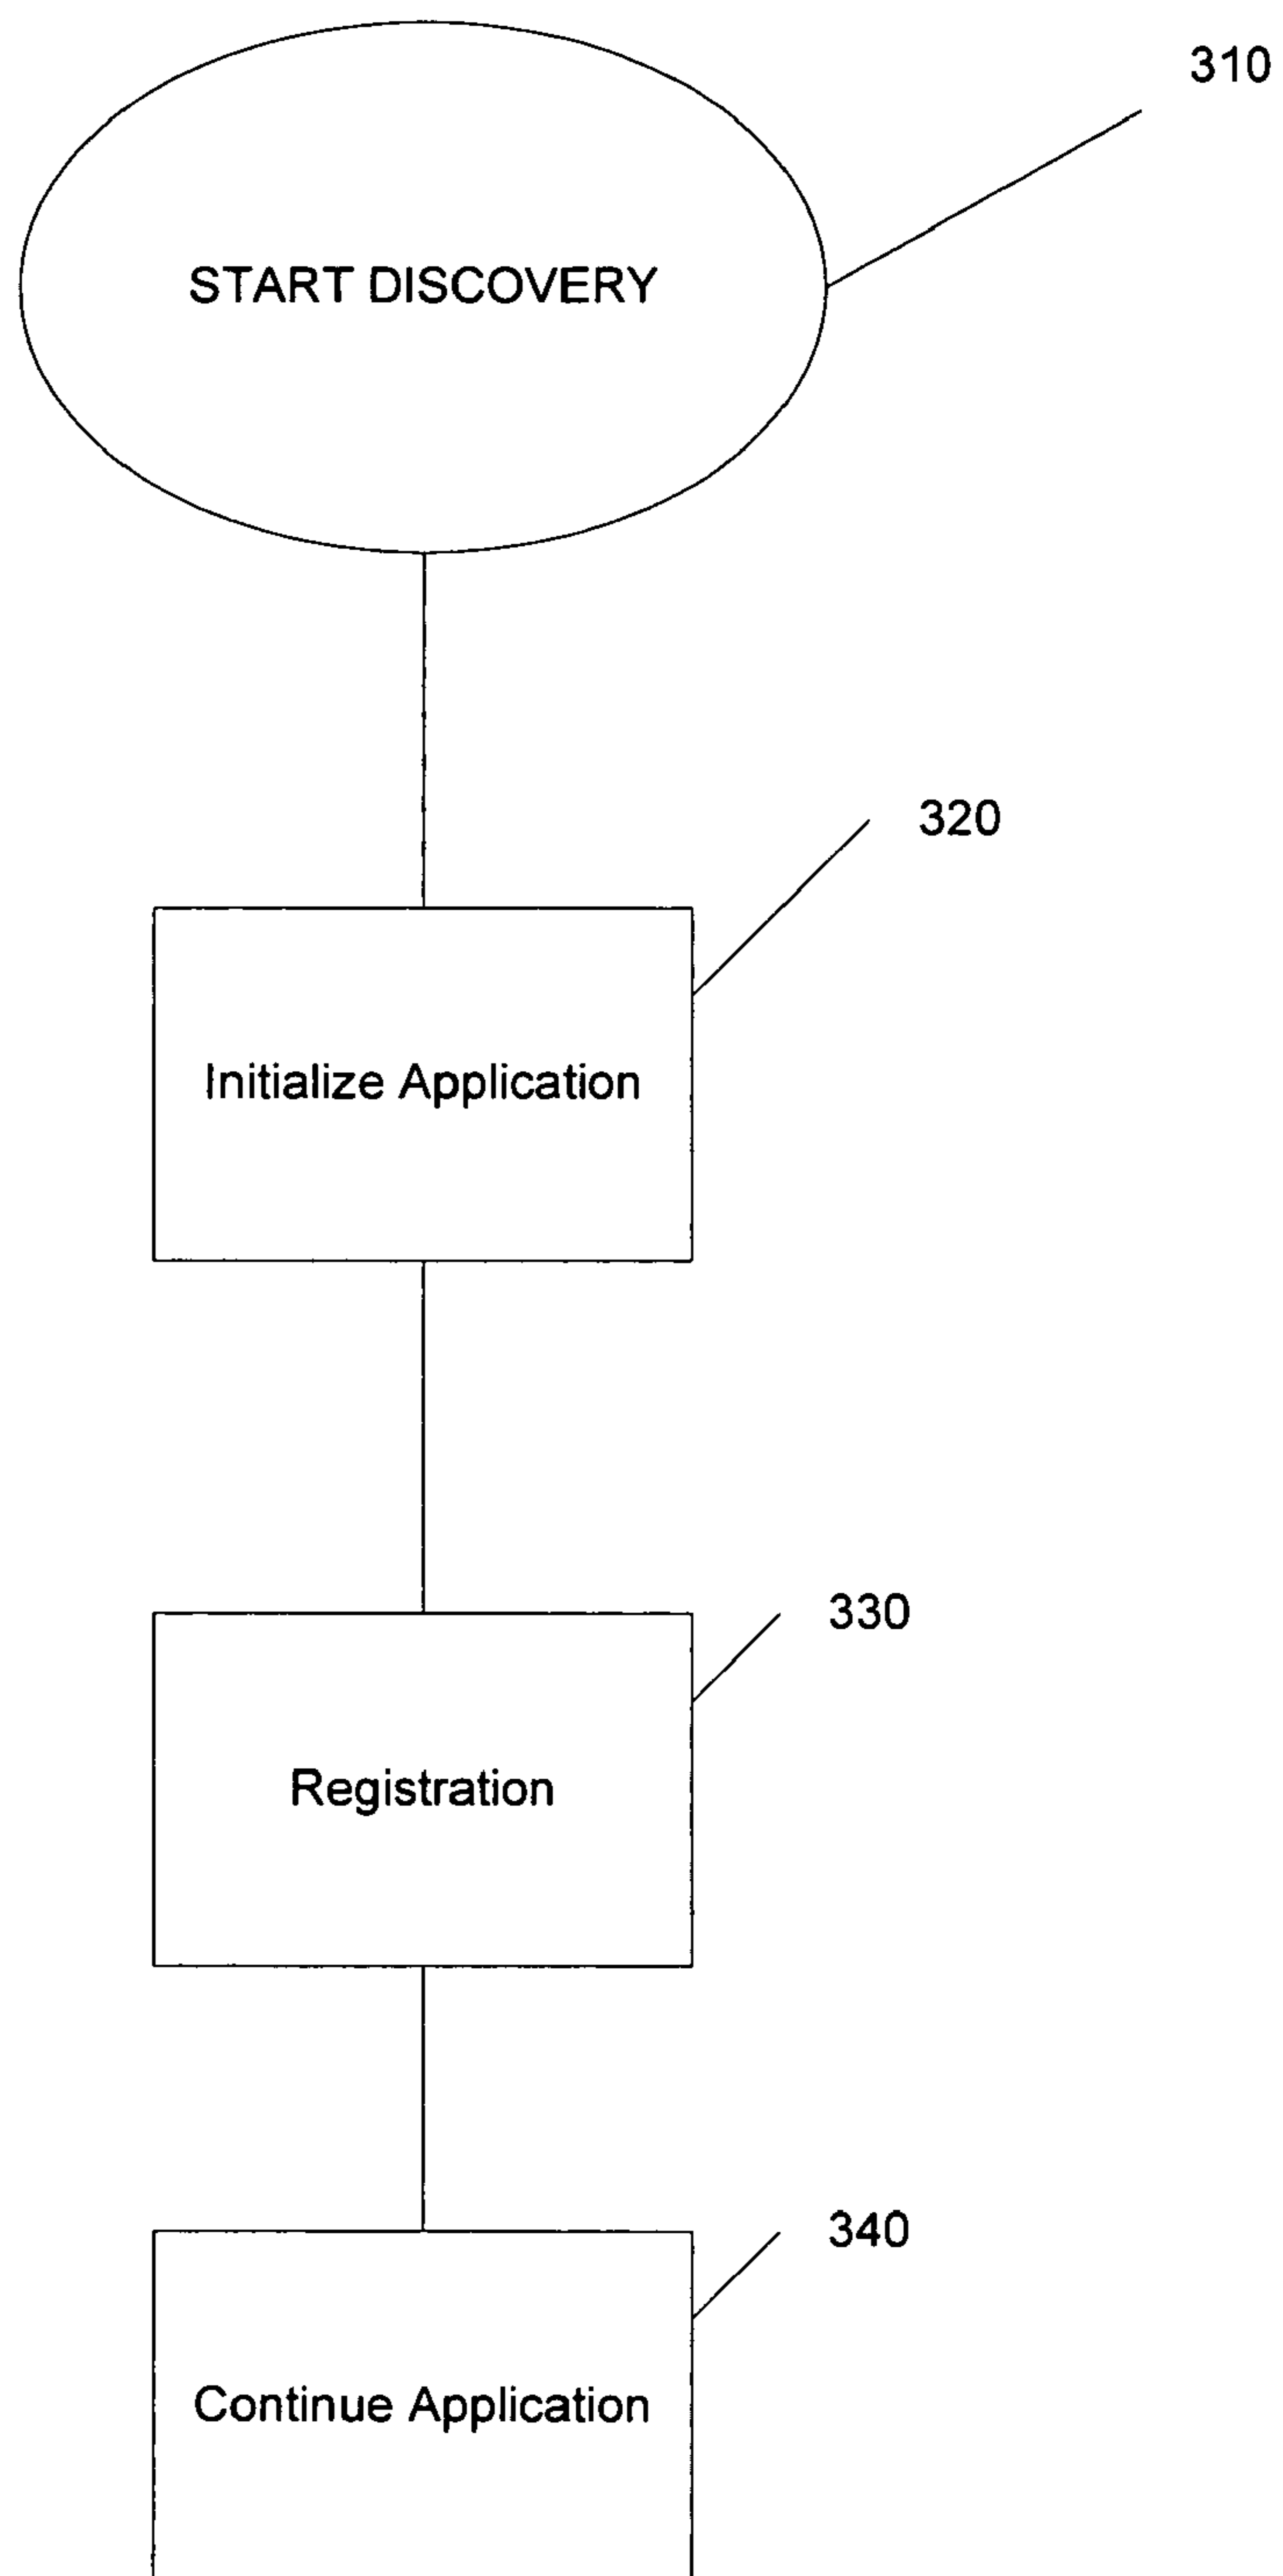 310
START DISCOVERY
320
Initialize Application
330
Registration
340
Continue Application